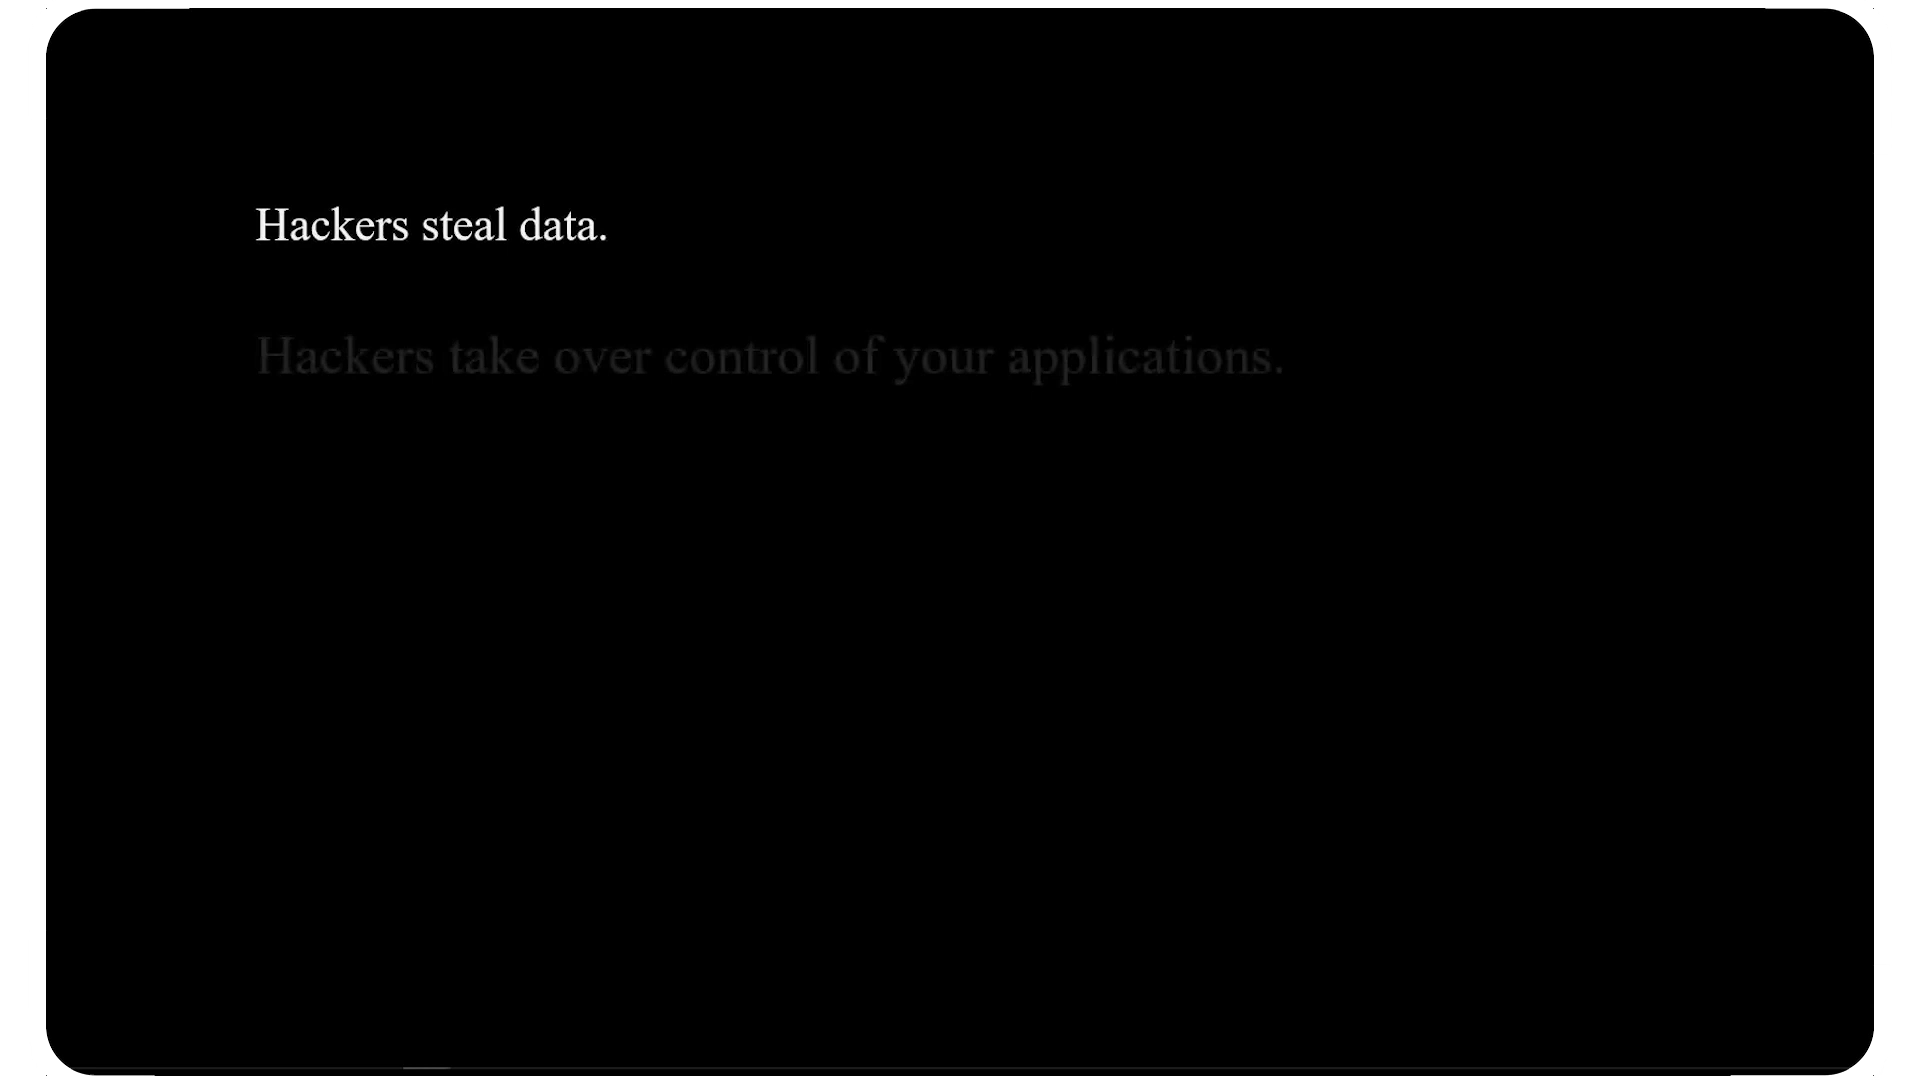 Hackers steal data.
Hackers take over control of your applications.